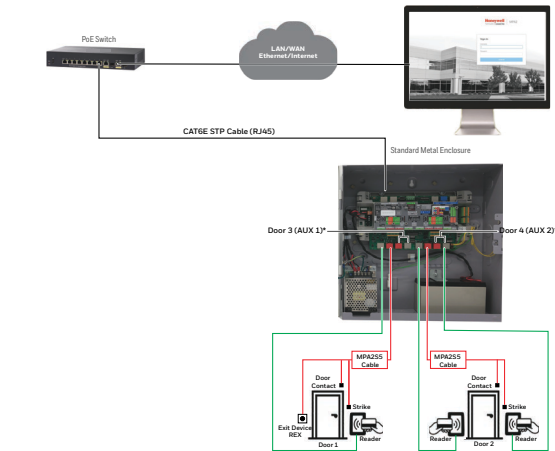 PoE Switch
LAN/WAN
Ethernet/Internet
Honeywell
Sign In
CAT6E STP Cable (RJ45)
Standard Metal Enclosure
Door 3 (AUX 1)*
Door 4 (AUX 2)
MPA2S5
Cable
MPA2S5
Cable
Door
Contact
Door
Contact
Strike
Strike
Exit Device
REX
Door 1
Reader
Reader
Door 2
Reader